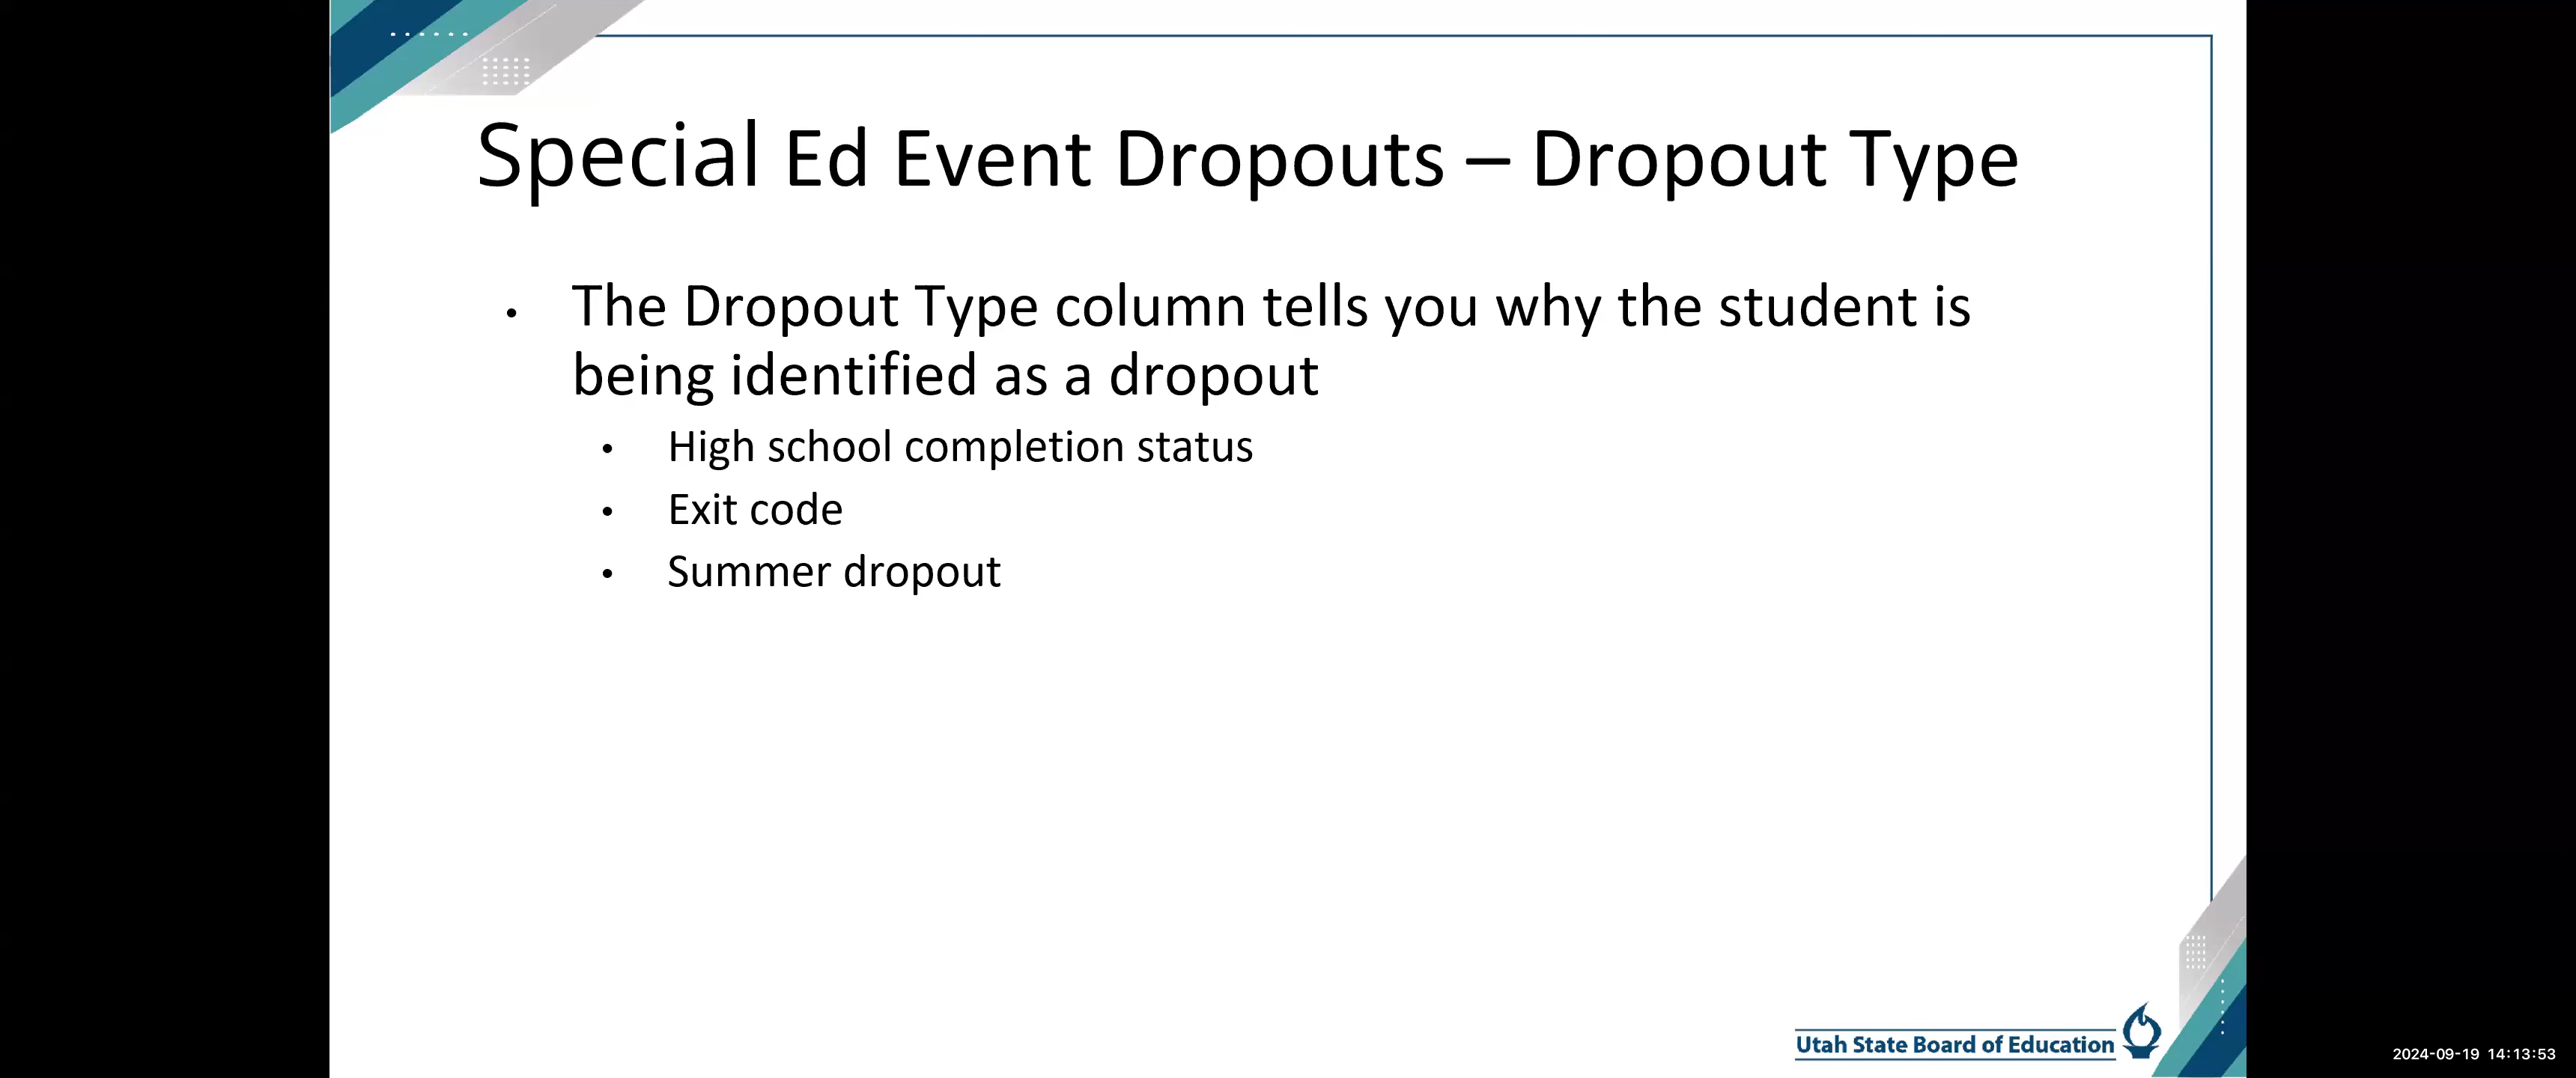 Special Ed Event Dropouts – Dropout Type
• The Dropout Type column tells you why the student is
being identified as a dropout
• High school completion status
• Exit code
• Summer dropout
Utah State Board of Education
2024-09-19 14:13:53